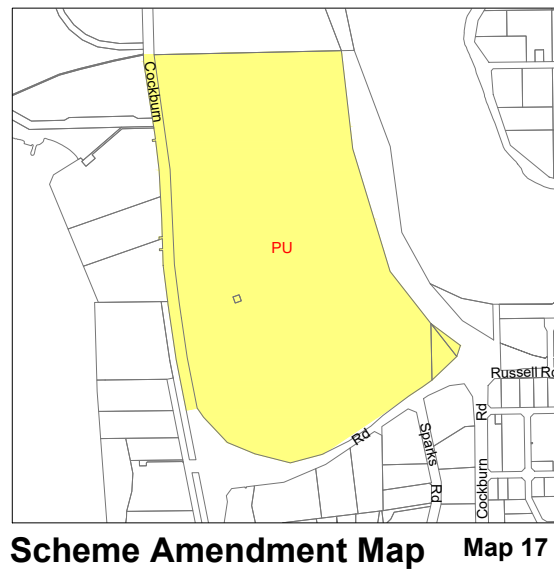 Cockburn
PU
Russell Rd
Rd
Sparks
Rd
Cockburn
Rd
Scheme Amendment Map Map 17